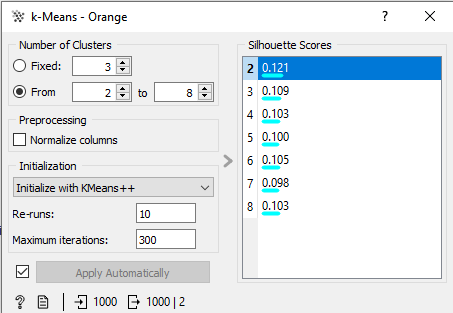 k-Means - Orange
? ×
Number of Clusters
Fixed: 3
From 2 to 8
Preprocessing
Normalize columns
Initialization
Initialize with KMeans++
Re-runs: 10
Maximum iterations: 300
Apply Automatically
? 1000 1000 | 2
Silhouette Scores
2 0.121
3 0.109
4 0.103
5 0.100
6 0.105
7 0.098
8 0.103